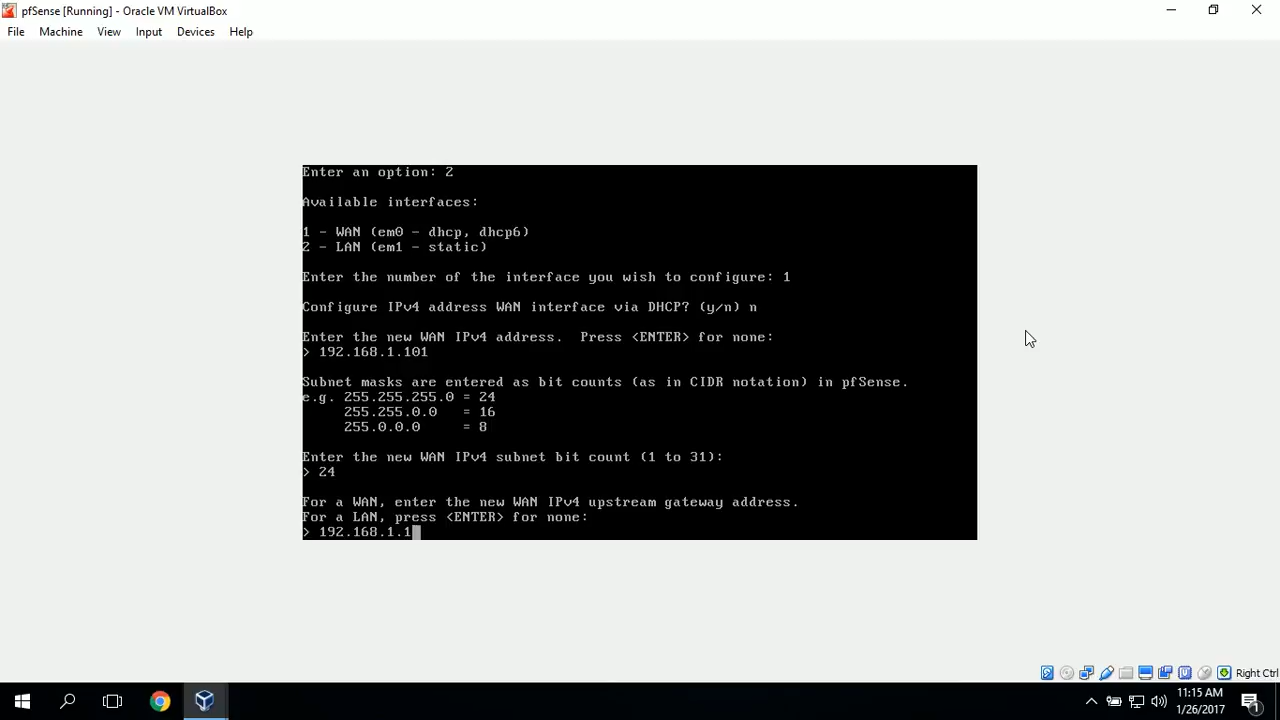 pfSense [Running] - Oracle VM VirtualBox
File Machine View Input Devices Help
Enter an option: 2
Available interfaces:
1 - WAN (em0 - dhcp, dhcp6)
2 - LAN (em1 - static)
Enter the number of the interface you wish to configure: 1
Configure IPv4 address WAN interface via DHCP? (y/n) n
Enter the new WAN IPv4 address.  Press <ENTER> for none:
> 192.168.1.101
Subnet masks are entered as bit counts (as in CIDR notation) in pfSense.
e.g. 255.255.255.0 = 24
255.255.0.0   = 16
255.0.0.0     = 8
Enter the new WAN IPv4 subnet bit count (1 to 31):
> 24
For a WAN, enter the new WAN IPv4 upstream gateway address.
For a LAN, press <ENTER> for none:
> 192.168.1.1
Right Ctrl
11:15 AM
1/26/2017
1